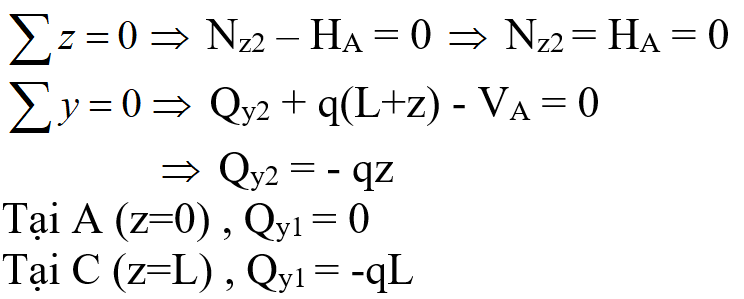 ∑ z = 0 ⇒ N_z2 – H_A = 0 ⇒ N_z2 = H_A = 0
∑ y = 0 ⇒ Q_y2 + q(L+z) - V_A = 0
⇒ Q_y2 = - qz
Tại A (z=0) , Q_y1 = 0
Tại C (z=L) , Q_y1 = -qL